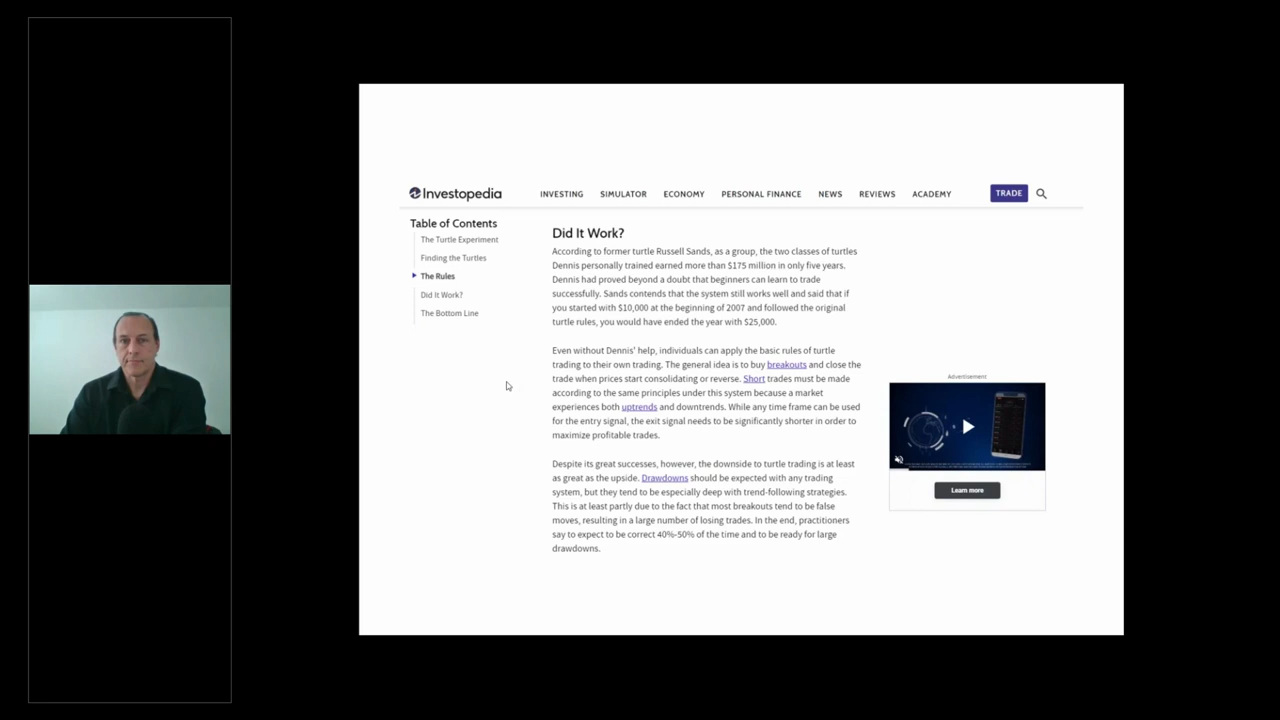 Investopedia
INVESTING SIMULATOR ECONOMY PERSONAL FINANCE NEWS REVIEWS ACADEMY
TRADE
Table of Contents
The Turtle Experiment
Finding the Turtles
The Rules
Did It Work?
The Bottom Line
Did It Work?
According to former turtle Russell Sands, as a group, the two classes of turtles
Dennis personally trained earned more than $175 million in only five years.
Dennis had proved beyond a doubt that beginners can learn to trade
successfully. Sands contends that the system still works well and said that if
you started with $10,000 at the beginning of 2007 and followed the original
turtle rules, you would have ended the year with $25,000.
Even without Dennis' help, individuals can apply the basic rules of turtle
trading to their own trading. The general idea is to buy breakouts and close the
trade when prices start consolidating or reverse. Short trades must be made
according to the same principles under this system because a market
experiences both uptrends and downtrends. While any time frame can be used
for the entry signal, the exit signal needs to be significantly shorter in order to
maximize profitable trades.
Despite its great successes, however, the downside to turtle trading is at least
as great as the upside. Drawdowns should be expected with any trading
system, but they tend to be especially deep with trend-following strategies.
This is at least partly due to the fact that most breakouts tend to be false
moves, resulting in a large number of losing trades. In the end, practitioners
say to expect to be correct 40%-50% of the time and to be ready for large
drawdowns.
Advertisement
Learn more